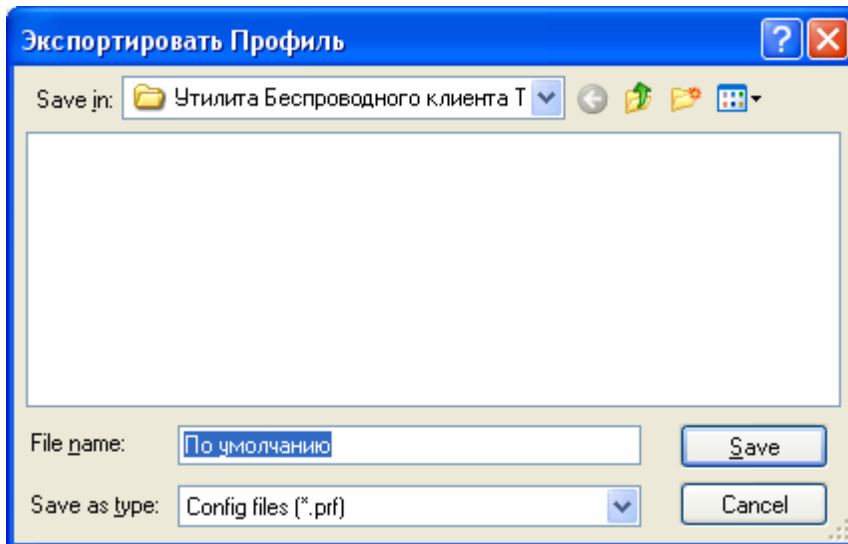 Экспортировать Профиль
Save in: Утилита Беспроводного клиента T
File name: По умолчанию Save
Save as type: Config files (*.prf) Cancel